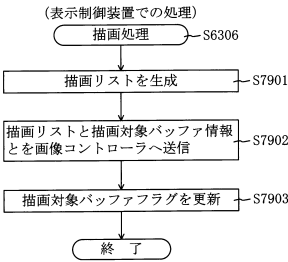 (表示制御装置での処理)
描画処理 S6306
描画リストを生成 S7901
描画リストと描画対象バッファ情報
とを画像コントローラへ送信 S7902
描画対象バッファフラグを更新 S7903
終 了